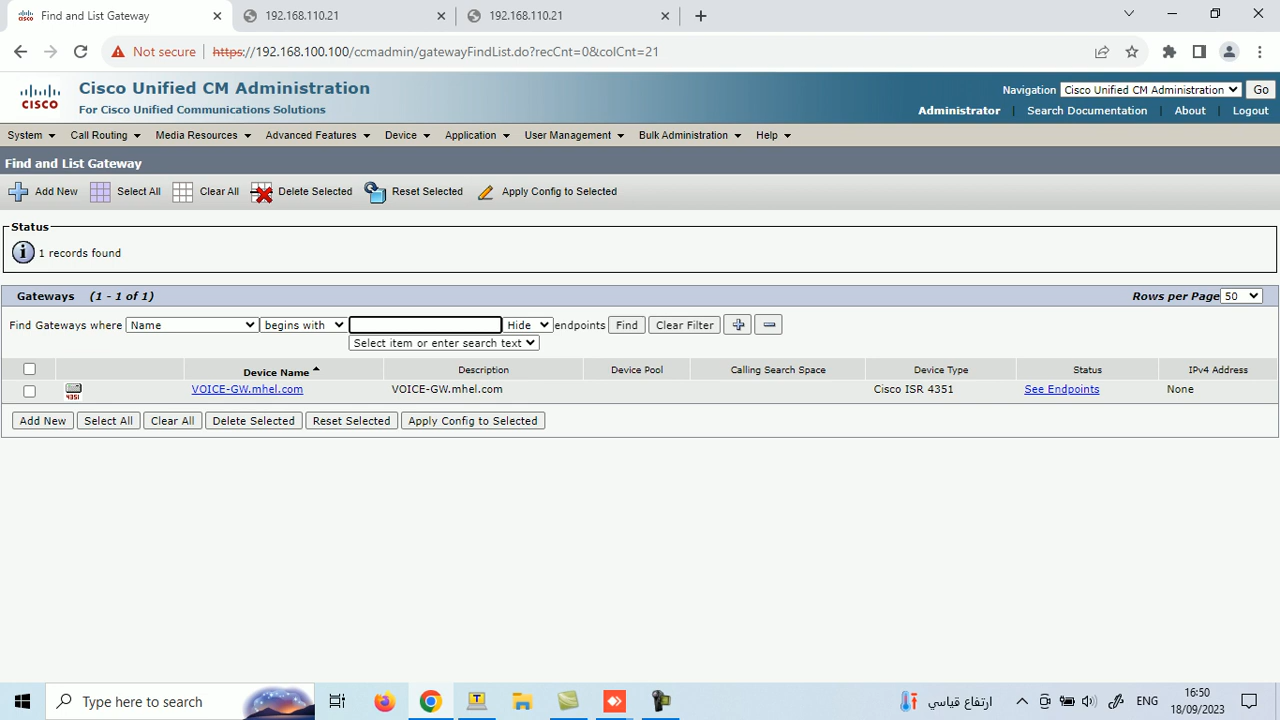 Find and List Gateway
192.168.110.21
192.168.110.21
Not secure
https://192.168.100.100/ccmadmin/gatewayFindList.do?recCnt=0&colCnt=21
CISCO
Cisco Unified CM Administration
For Cisco Unified Communications Solutions
Navigation Cisco Unified CM Administration Go
Administrator | Search Documentation | About | Logout
System Call Routing Media Resources Advanced Features Device Application User Management Bulk Administration Help
Find and List Gateway
Add New Select All Clear All Delete Selected Reset Selected Apply Config to Selected
Status
1 records found
Gateways (1 - 1 of 1) Rows per Page 50
Find Gateways where Name begins with Hide endpoints Find Clear Filter
Select item or enter search text
Device Name Description Device Pool Calling Search Space Device Type Status IPv4 Address
4351 VOICE-GW.mhel.com VOICE-GW.mhel.com Cisco ISR 4351 See Endpoints None
Add New Select All Clear All Delete Selected Reset Selected Apply Config to Selected
Type here to search
ارتفاع قياسي
ENG
16:50
18/09/2023